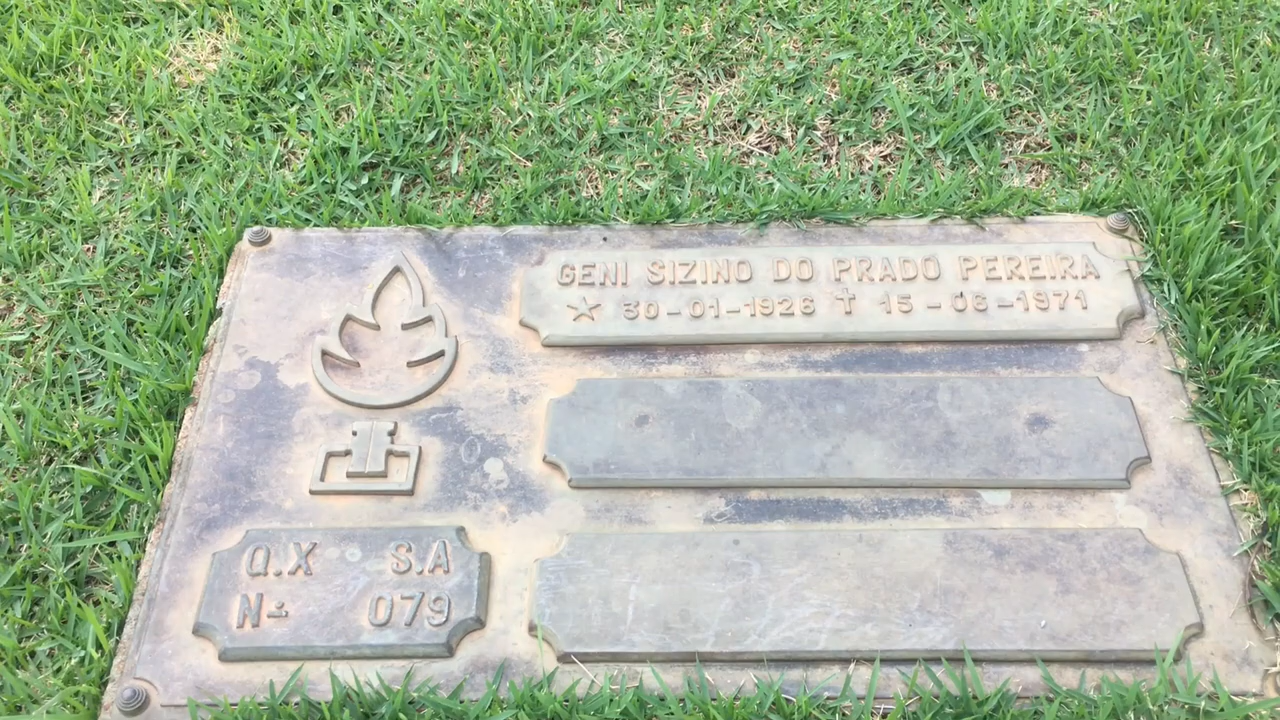 GENI SIZINO DO PRADO PEREIRA
☆ 30-01-1926 † 15-06-1971
Q.X S.A
Nº 079